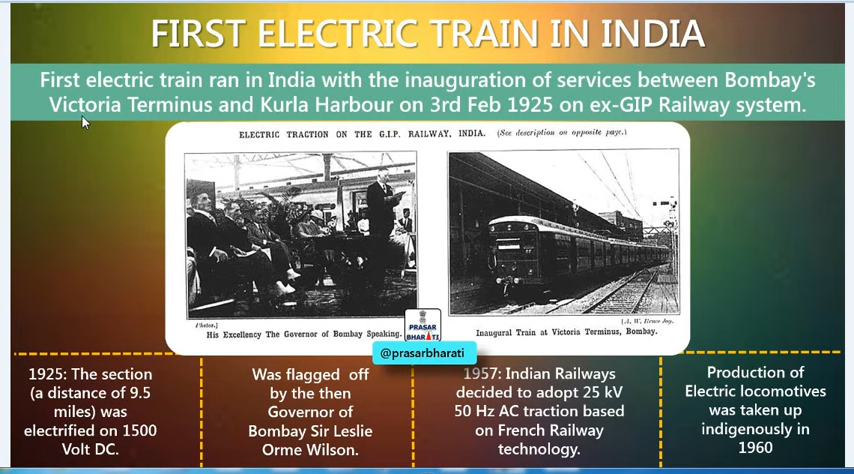 FIRST ELECTRIC TRAIN IN INDIA
First electric train ran in India with the inauguration of services between Bombay's
Victoria Terminus and Kurla Harbour on 3rd Feb 1925 on ex-GIP Railway system.
ELECTRIC TRACTION ON THE G.I.P. RAILWAY, INDIA. (See description on opposite page.)
Photos.]
His Excellency The Governor of Bombay Speaking.
Inaugural Train at Victoria Terminus, Bombay.
PRASAR
BHARATI
@prasarbharati
1925: The section
(a distance of 9.5
miles) was
electrified on 1500
Volt DC.
Was flagged off
by the then
Governor of
Bombay Sir Leslie
Orme Wilson.
1957: Indian Railways
decided to adopt 25 kV
50 Hz AC traction based
on French Railway
technology.
Production of
Electric locomotives
was taken up
indigenously in
1960